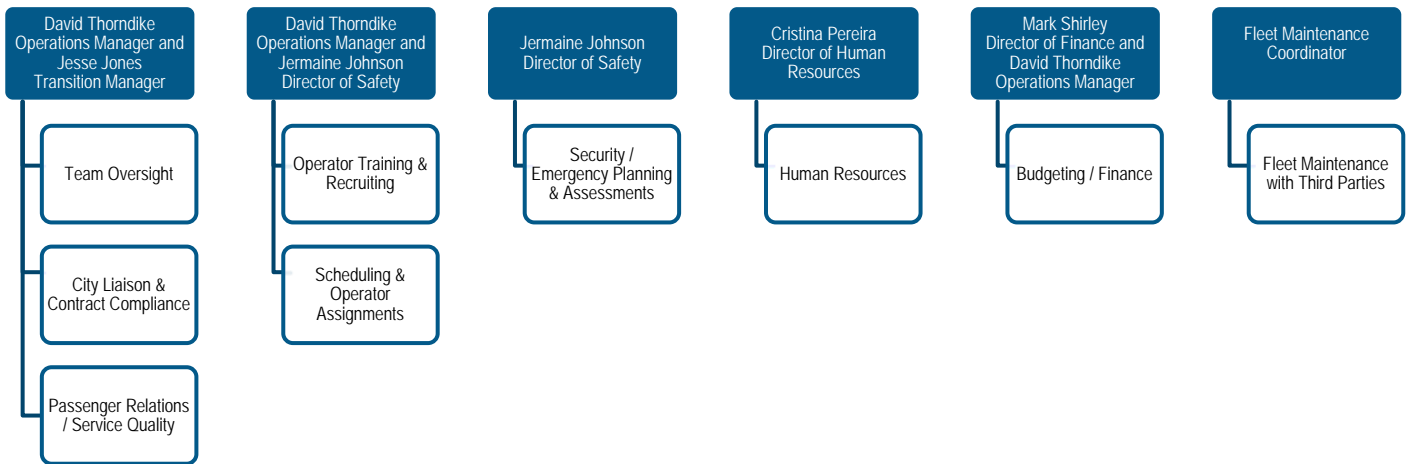 David Thorndike
Operations Manager and
Jesse Jones
Transition Manager
Team Oversight
City Liaison &
Contract Compliance
Passenger Relations
/ Service Quality
David Thorndike
Operations Manager and
Jermaine Johnson
Director of Safety
Operator Training &
Recruiting
Scheduling &
Operator
Assignments
Jermaine Johnson
Director of Safety
Security /
Emergency Planning
& Assessments
Cristina Pereira
Director of Human
Resources
Human Resources
Mark Shirley
Director of Finance and
David Thorndike
Operations Manager
Budgeting / Finance
Fleet Maintenance
Coordinator
Fleet Maintenance
with Third Parties